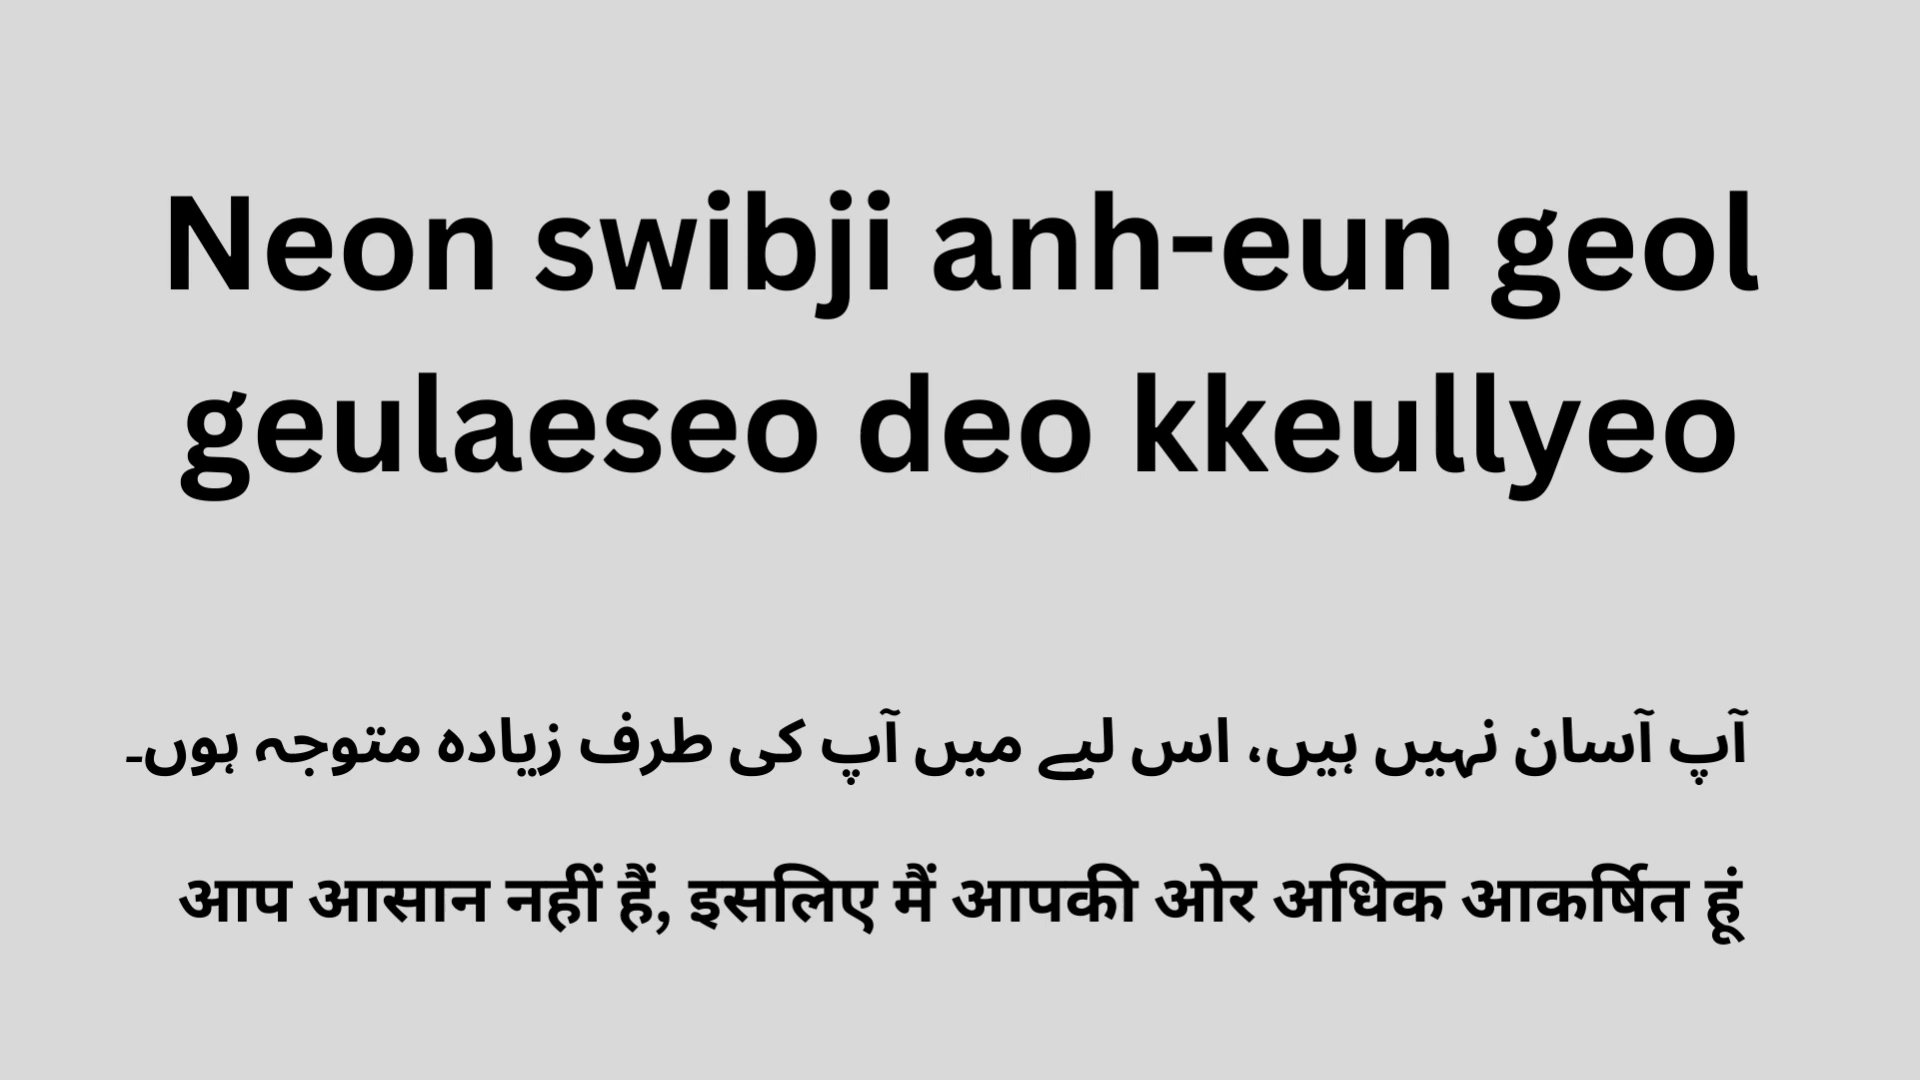 Neon swibji anh-eun geol
geulaeseo deo kkeullyeo
آپ آسان نہیں ہیں، اس لیے میں آپ کی طرف زیادہ متوجہ ہوں۔
आप आसान नहीं हैं, इसलिए मैं आपकी ओर अधिक आकर्षित हूं